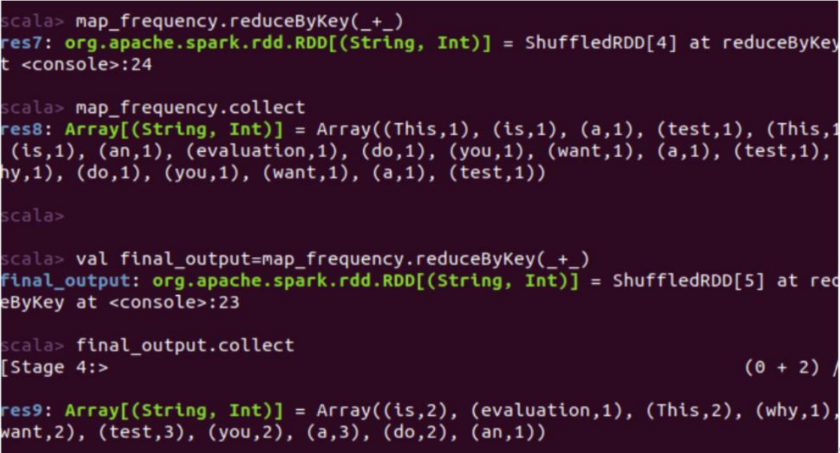 scala> map_frequency.reduceByKey(_+_)
res7: org.apache.spark.rdd.RDD[(String, Int)] = ShuffledRDD[4] at reduceByKey
t <console>:24
scala> map_frequency.collect
res8: Array[(String, Int)] = Array((This,1), (is,1), (a,1), (test,1), (This,1
(is,1), (an,1), (evaluation,1), (do,1), (you,1), (want,1), (a,1), (test,1),
hy,1), (do,1), (you,1), (want,1), (a,1), (test,1))
scala>
scala> val final_output=map_frequency.reduceByKey(_+_)
final_output: org.apache.spark.rdd.RDD[(String, Int)] = ShuffledRDD[5] at red
eByKey at <console>:23
scala> final_output.collect
[Stage 4:> (0 + 2) /
res9: Array[(String, Int)] = Array((is,2), (evaluation,1), (This,2), (why,1),
want,2), (test,3), (you,2), (a,3), (do,2), (an,1))